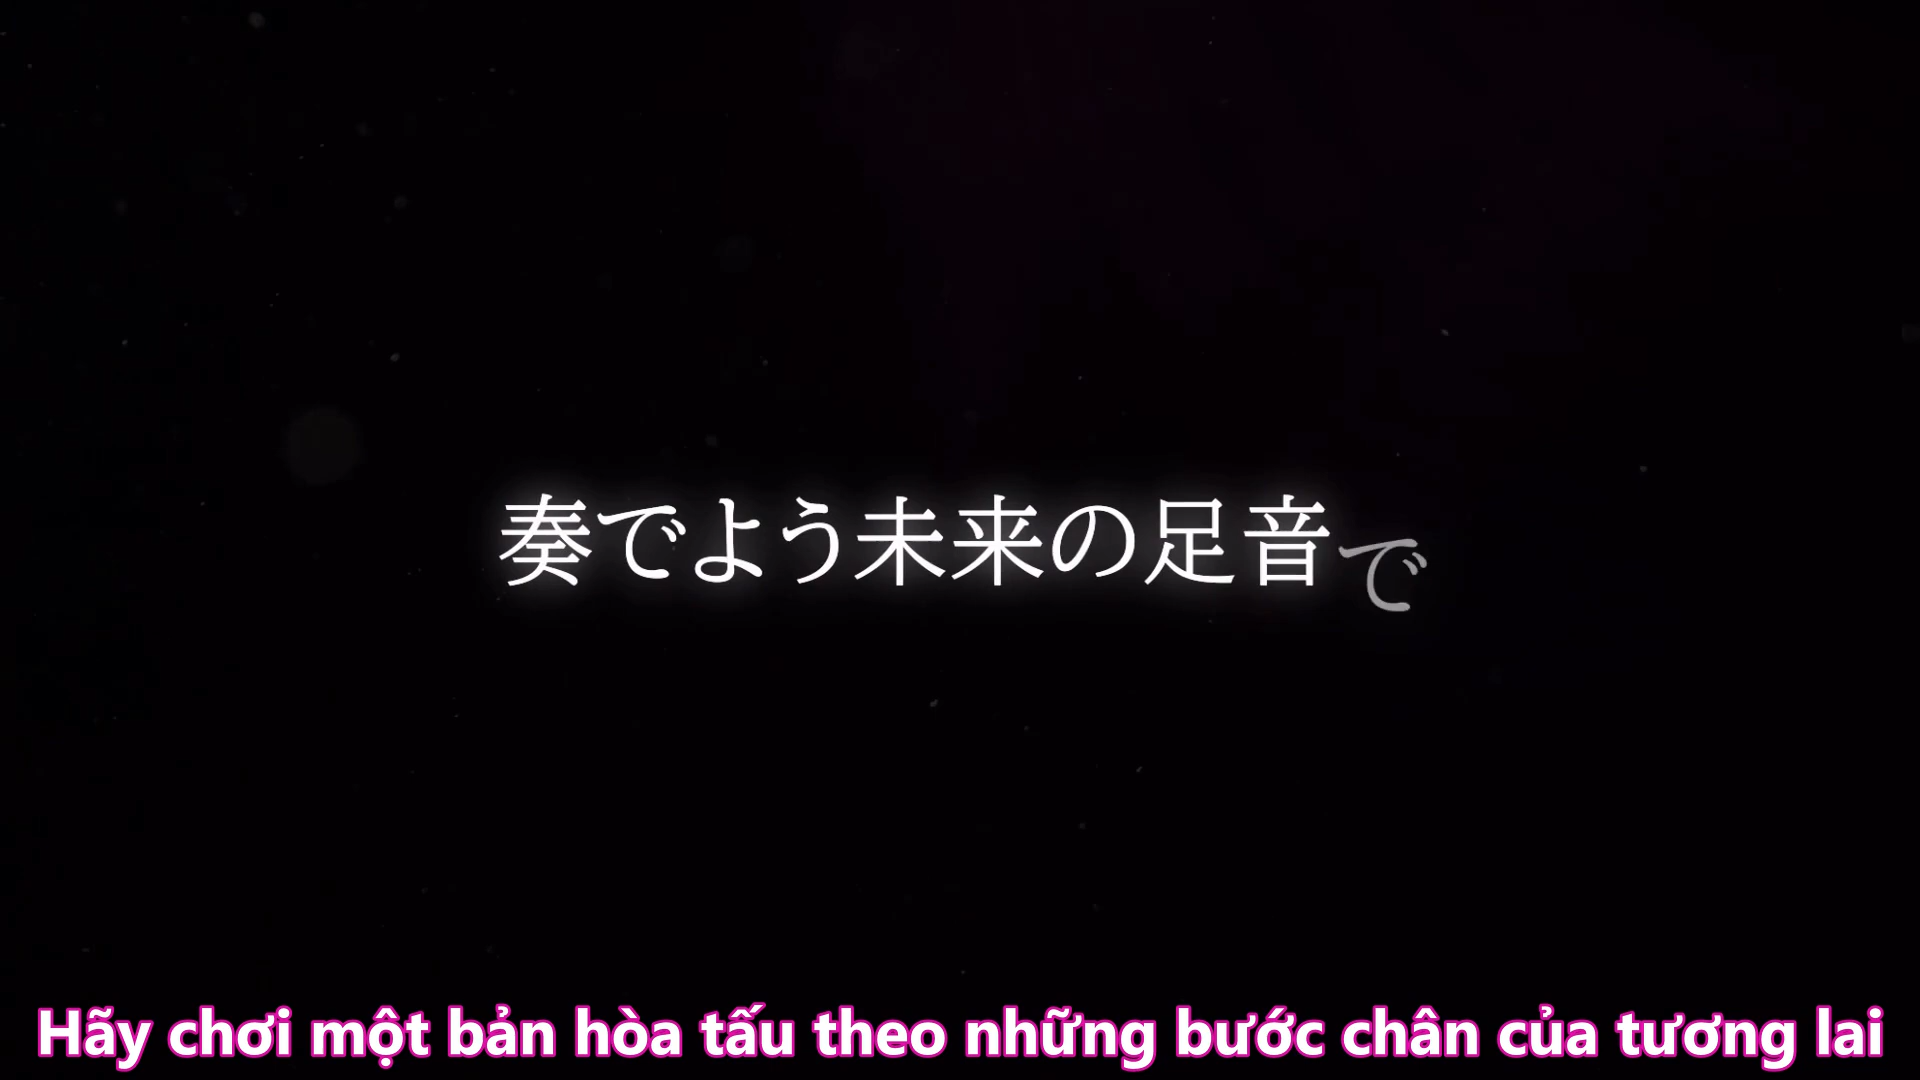 奏でよう未来の足音で
Hãy chơi một bản hòa tấu theo những bước chân của tương lai